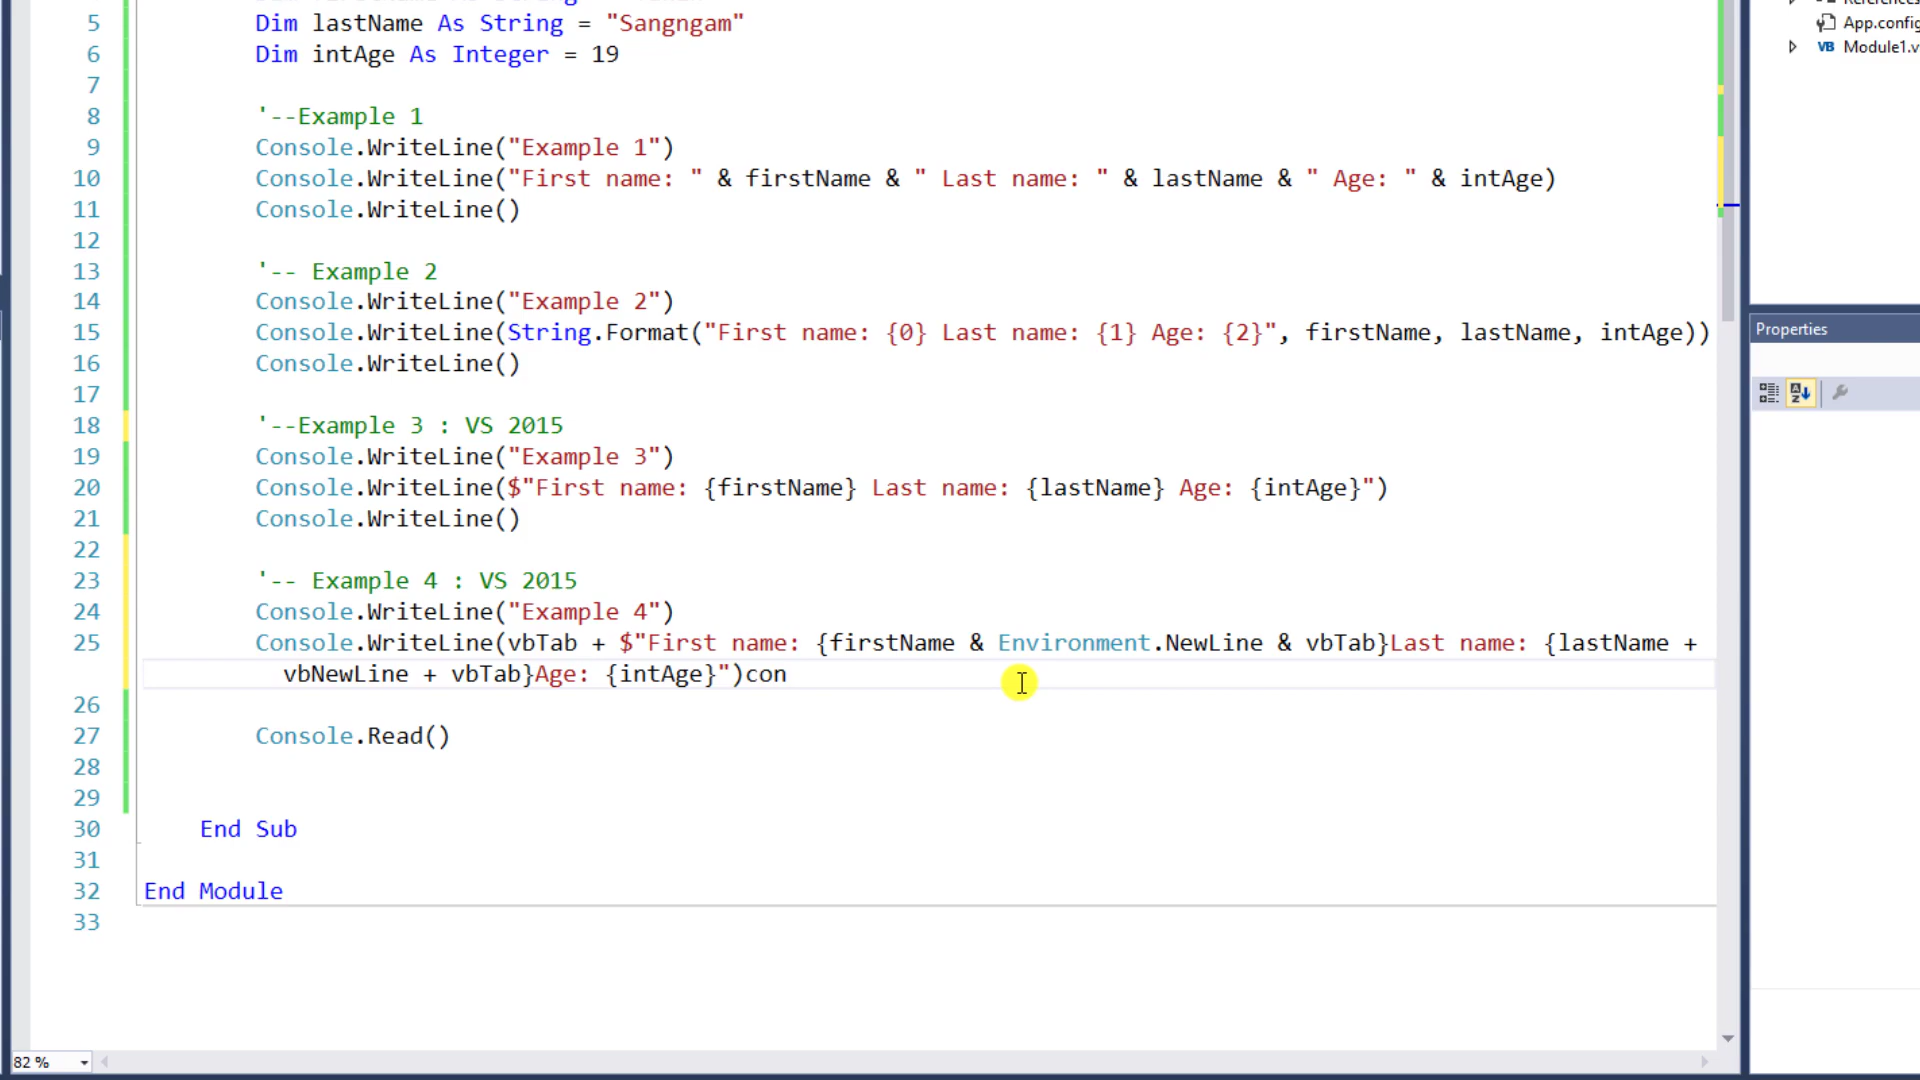 5 Dim lastName As String = "Sangngam"
6 Dim intAge As Integer = 19
7
8 '--Example 1
9 Console.WriteLine("Example 1")
10 Console.WriteLine("First name: " & firstName & " Last name: " & lastName & " Age: " & intAge)
11 Console.WriteLine()
12
13 '-- Example 2
14 Console.WriteLine("Example 2")
15 Console.WriteLine(String.Format("First name: {0} Last name: {1} Age: {2}", firstName, lastName, intAge))
16 Console.WriteLine()
17
18 '--Example 3 : VS 2015
19 Console.WriteLine("Example 3")
20 Console.WriteLine($"First name: {firstName} Last name: {lastName} Age: {intAge}")
21 Console.WriteLine()
22
23 '-- Example 4 : VS 2015
24 Console.WriteLine("Example 4")
25 Console.WriteLine(vbTab + $"First name: {firstName & Environment.NewLine & vbTab}Last name: {lastName +
vbNewLine + vbTab}Age: {intAge}")con
26
27 Console.Read()
28
29
30 End Sub
31
32 End Module
33
82 %
App.config
VB Module1.v
Properties